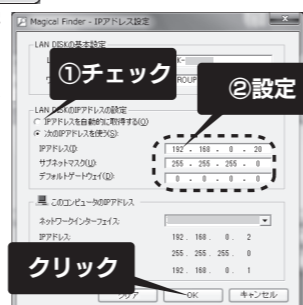 Magical Finder - IPアドレス設定
LAN DISKの基本設定
①チェック
②設定
LAN DISKのIPアドレスの設定
IPアドレスを自動的に取得する(O)
次のIPアドレスを使う(S):
IPアドレス(I): 192 . 168 . 0 . 20
サブネットマスク(U): 255 . 255 . 255 . 0
デフォルトゲートウェイ(D): 0 . 0 . 0 . 0
このコンピュータのIPアドレス
ネットワークインターフェイス:
IPアドレス: 192 . 168 . 0 . 2
255 . 255 . 255 . 0
192 . 168 . 0 . 1
クリック
OK
キャンセル